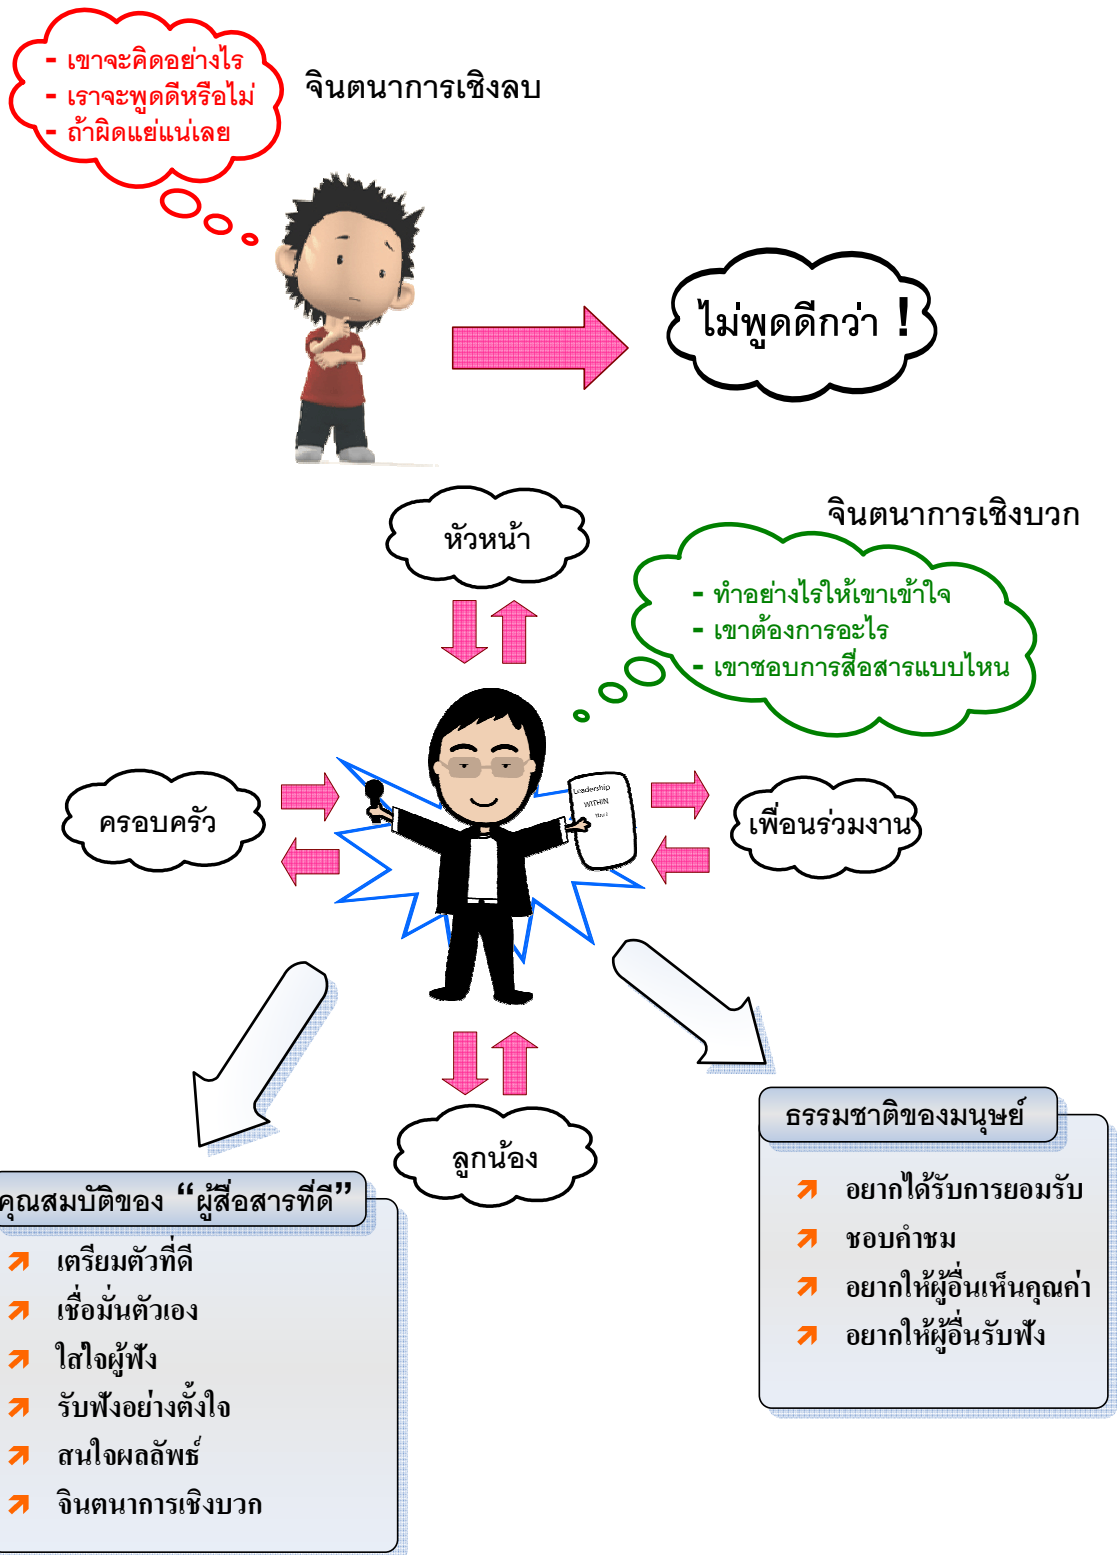 - เขาจะคิดอย่างไร
- เราจะพูดดีหรือไม่
- ถ้าผิดแย่แน่เลย
จินตนาการเชิงลบ
ไม่พูดดีกว่า !
หัวหน้า
จินตนาการเชิงบวก
- ทำอย่างไรให้เขาเข้าใจ
- เขาต้องการอะไร
- เขาชอบการสื่อสารแบบไหน
ครอบครัว
Leadership
WITHIN
You !
เพื่อนร่วมงาน
ลูกน้อง
คุณสมบัติของ “ผู้สื่อสารที่ดี”
เตรียมตัวที่ดี
เชื่อมั่นตัวเอง
ใส่ใจผู้ฟัง
รับฟังอย่างตั้งใจ
สนใจผลลัพธ์
จินตนาการเชิงบวก
ธรรมชาติของมนุษย์
อยากได้รับการยอมรับ
ชอบคำชม
อยากให้ผู้อื่นเห็นคุณค่า
อยากให้ผู้อื่นรับฟัง